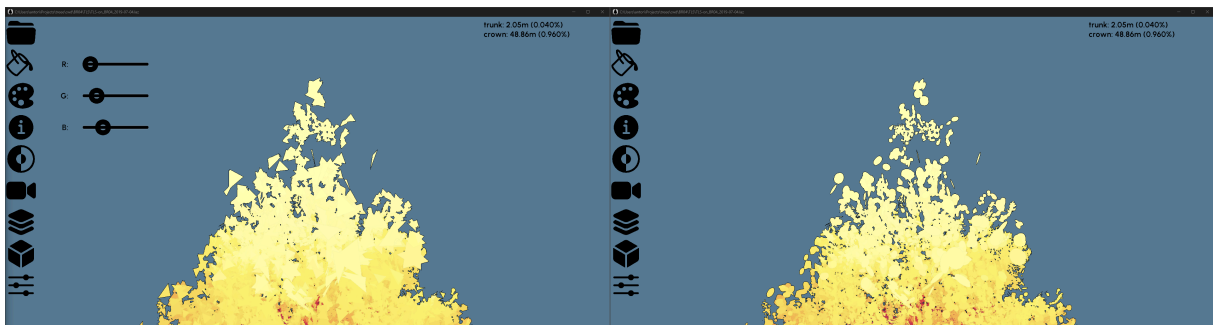 trunk: 2.05m (0.040%)
crown: 48.86m (0.960%)
R:
G:
B:
trunk: 2.05m (0.040%)
crown: 48.86m (0.960%)